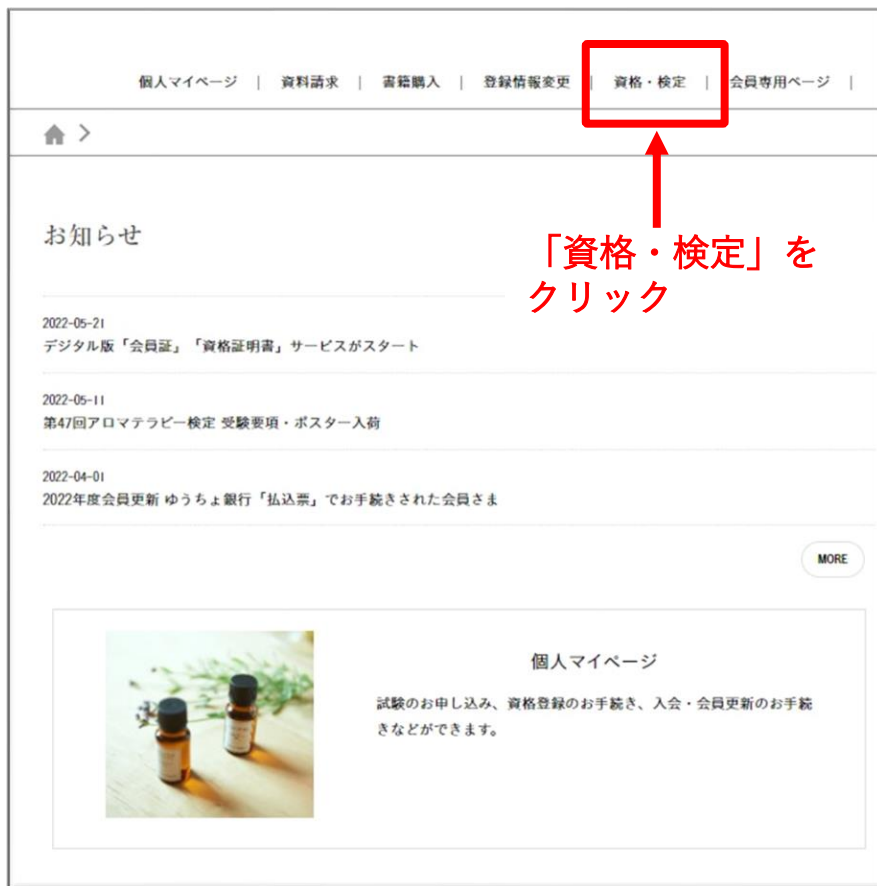 個人マイページ | 資料請求 | 書籍購入 | 登録情報変更 | 資格・検定 | 会員専用ページ |
「資格・検定」を
クリック
お知らせ
2022-05-21
デジタル版「会員証」「資格証明書」サービスがスタート
2022-05-11
第47回アロマテラピー検定 受験要項・ポスター入荷
2022-04-01
2022年度会員更新 ゆうちょ銀行「払込票」でお手続きされた会員さま
MORE
個人マイページ
試験のお申し込み、資格登録のお手続き、入会・会員更新のお手続
きなどができます。